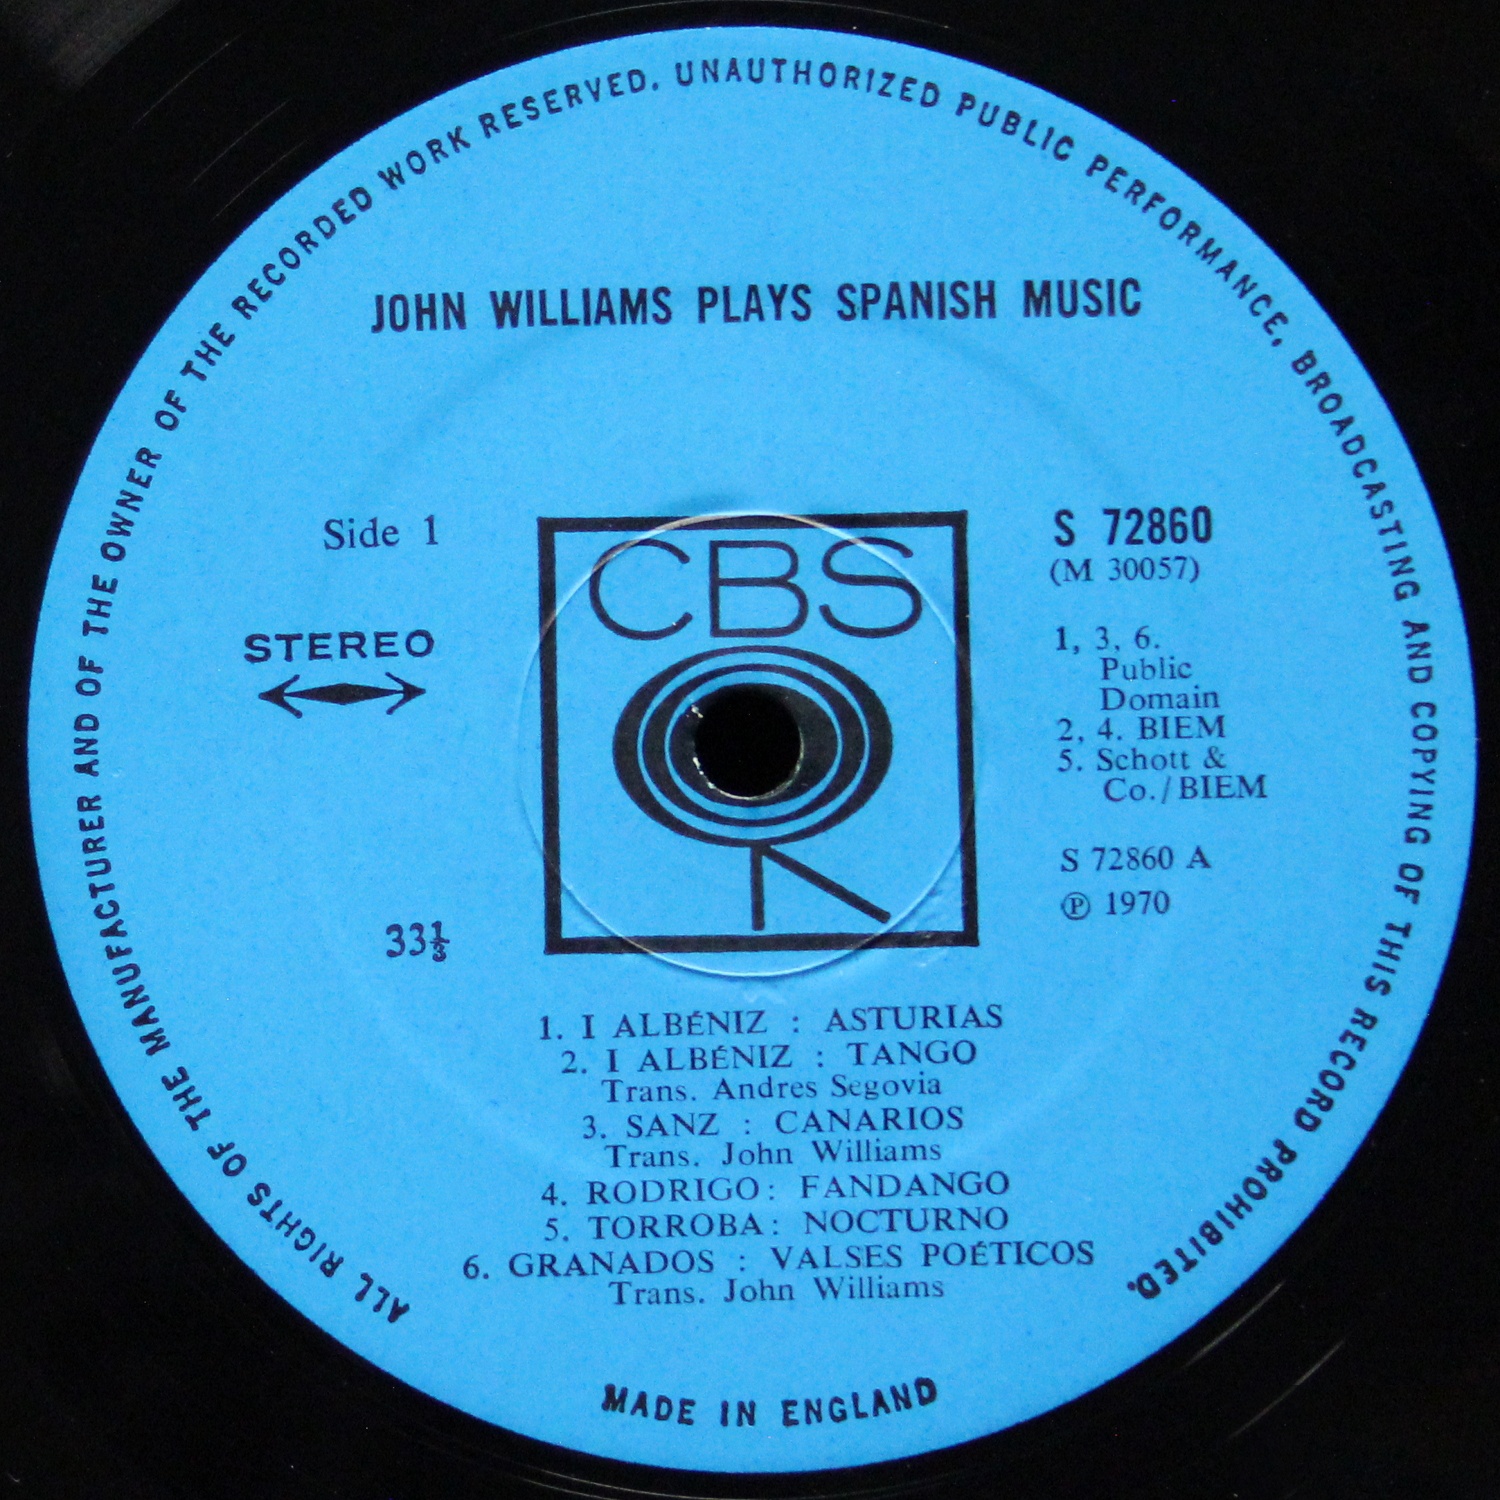 ALL RIGHTS OF THE MANUFACTURER AND OF THE OWNER OF THE RECORDED WORK RESERVED. UNAUTHORIZED PUBLIC PERFORMANCE, BROADCASTING AND COPYING OF THIS RECORD PROHIBITED.
JOHN WILLIAMS PLAYS SPANISH MUSIC
Side 1
STEREO
33⅓
CBS
S 72860
(M 30057)
1, 3, 6.
Public
Domain
2, 4. BIEM
5. Schott &
Co./BIEM
S 72860 A
Ⓟ 1970
1. I ALBÉNIZ : ASTURIAS
2. I ALBÉNIZ : TANGO
Trans. Andres Segovia
3. SANZ : CANARIOS
Trans. John Williams
4. RODRIGO : FANDANGO
5. TORROBA : NOCTURNO
6. GRANADOS : VALSES POÉTICOS
Trans. John Williams
MADE IN ENGLAND